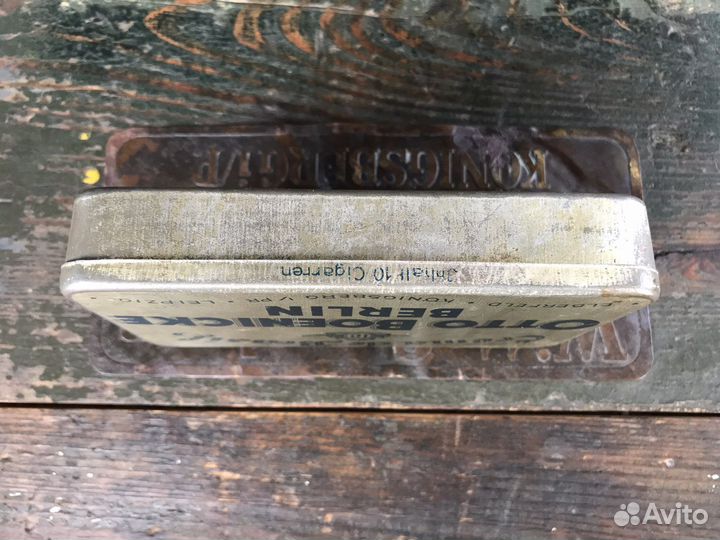 OTTO BOENICKE
BERLIN
KÖNIGSBERG i/ PR. • LEIPZIG •
Inhalt 10 Cigarren
KÖNIGSBERG i/P
Avito